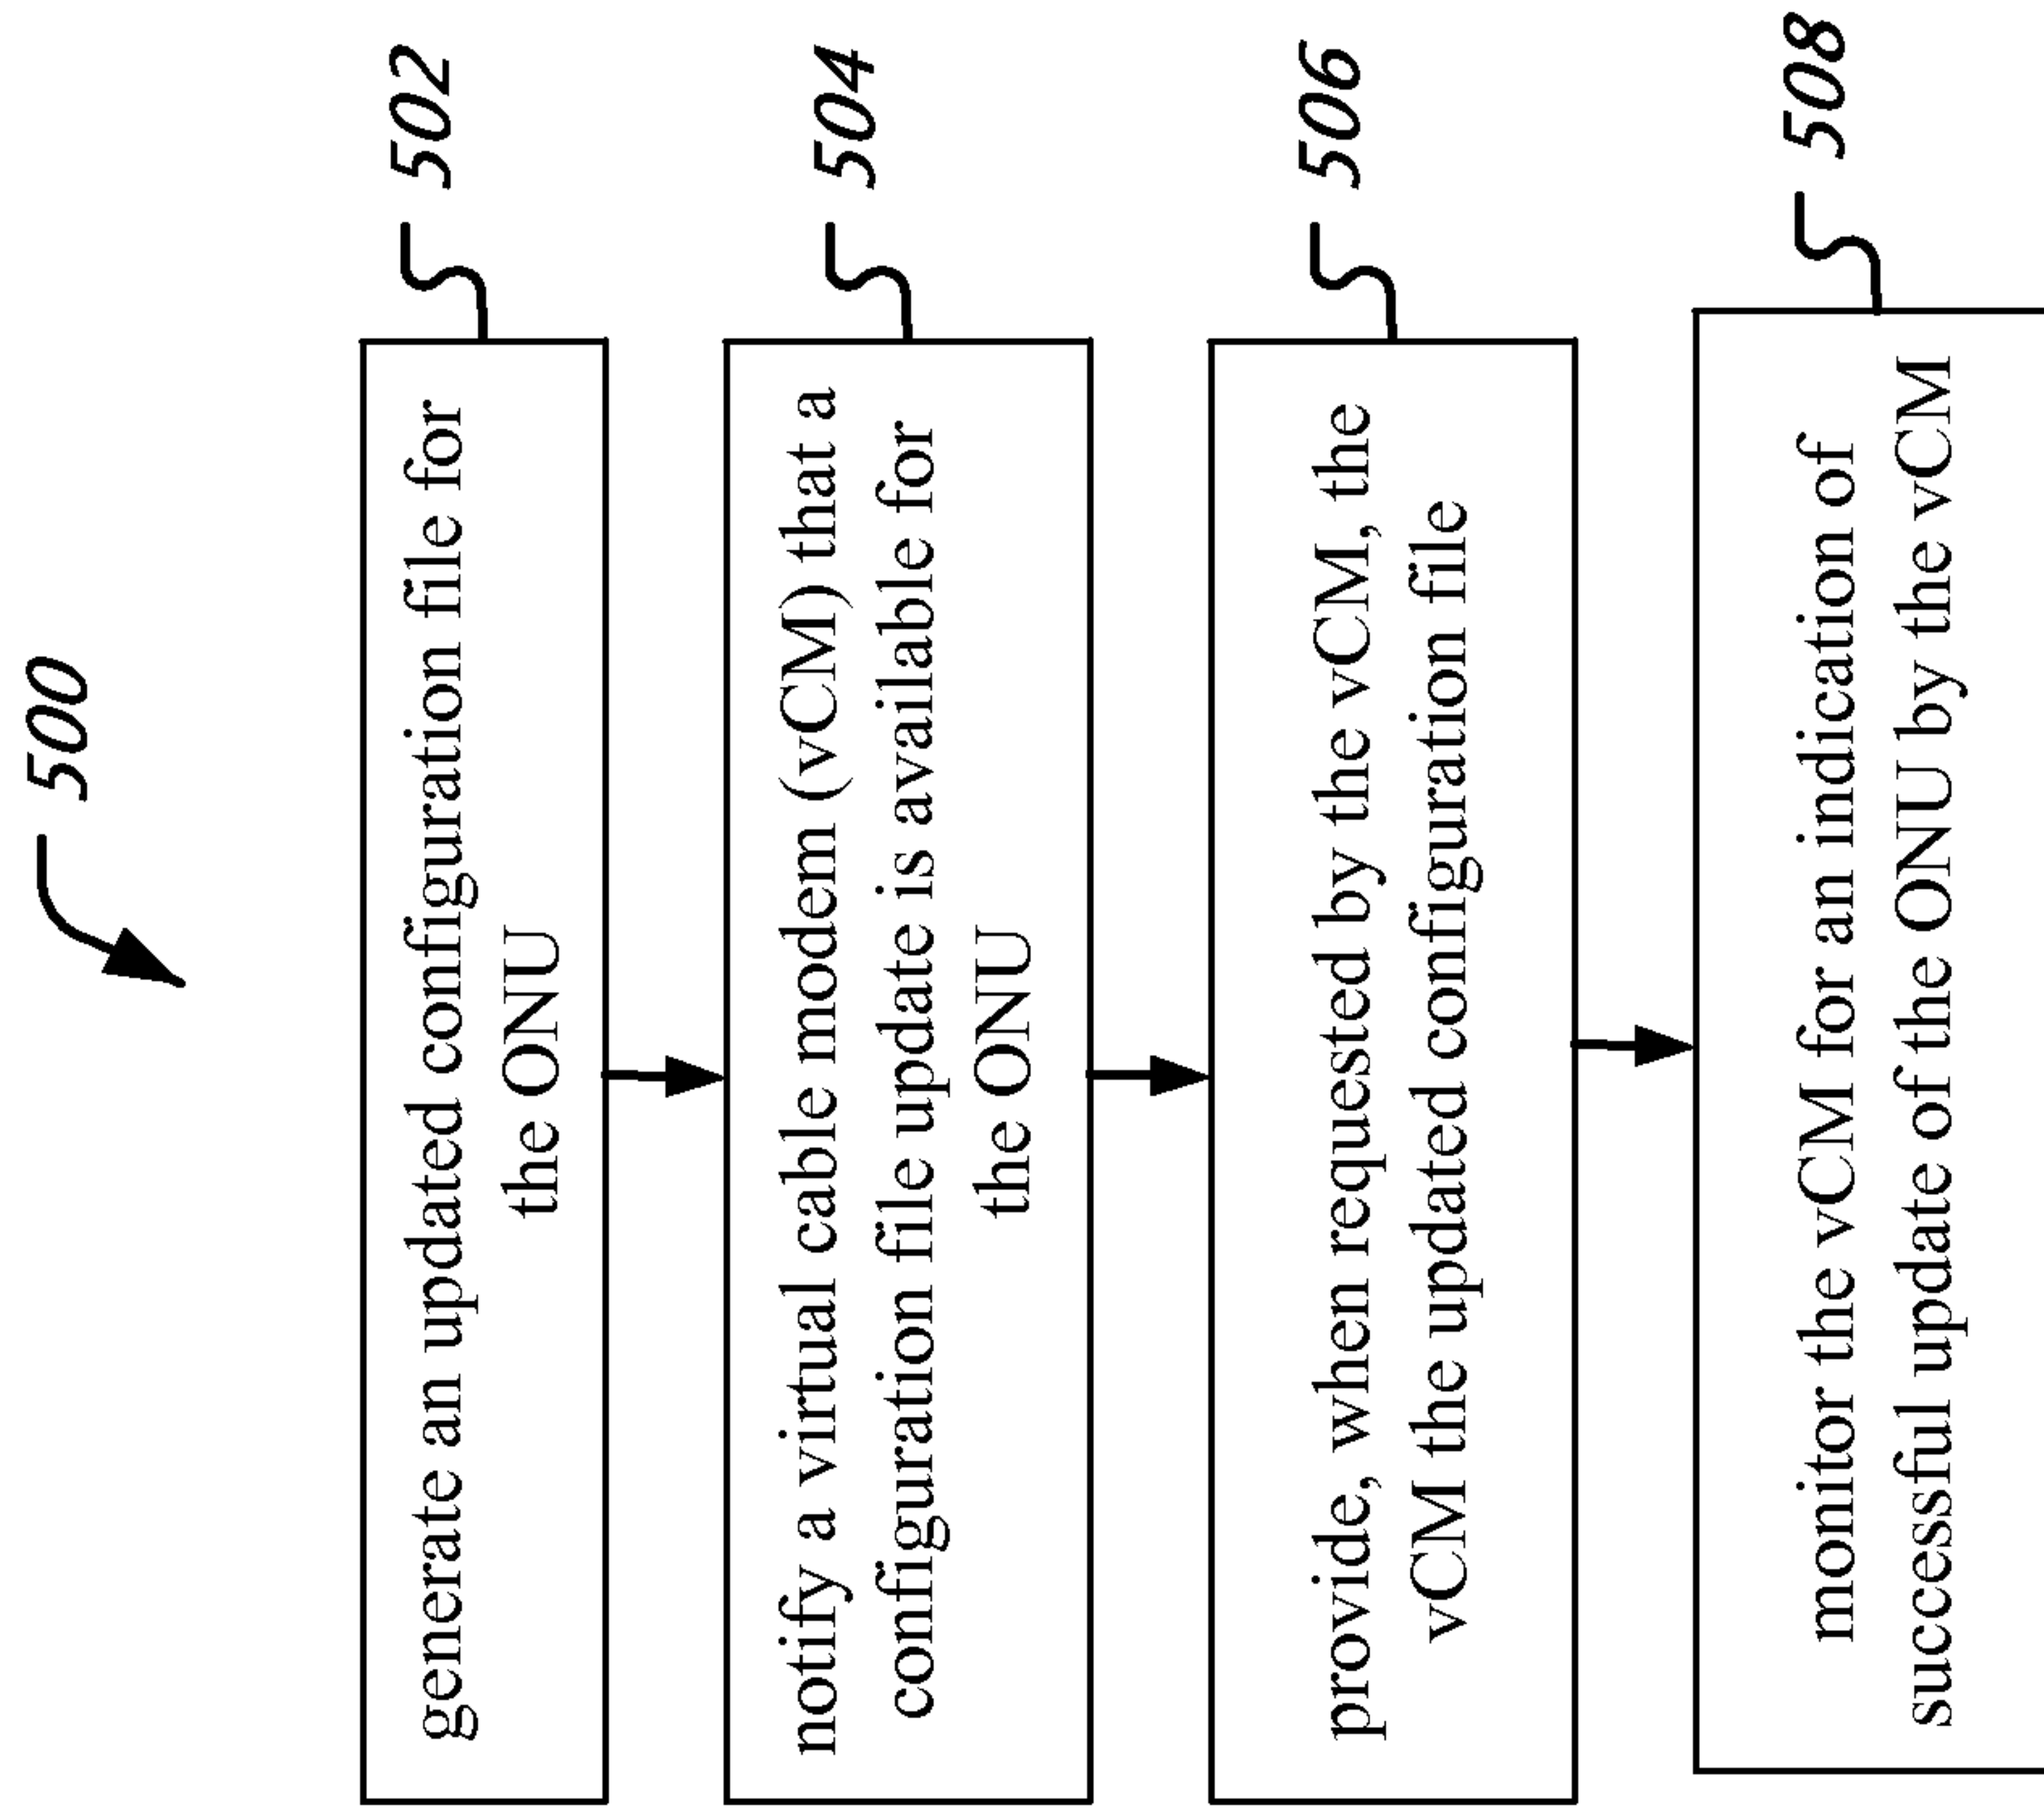 500
generate an updated configuration file for
the ONU
502
notify a virtual cable modem (vCM) that a
configuration file update is available for
the ONU
504
provide, when requested by the vCM, the
vCM the updated configuration file
506
monitor the vCM for an indication of
successful update of the ONU by the vCM
508